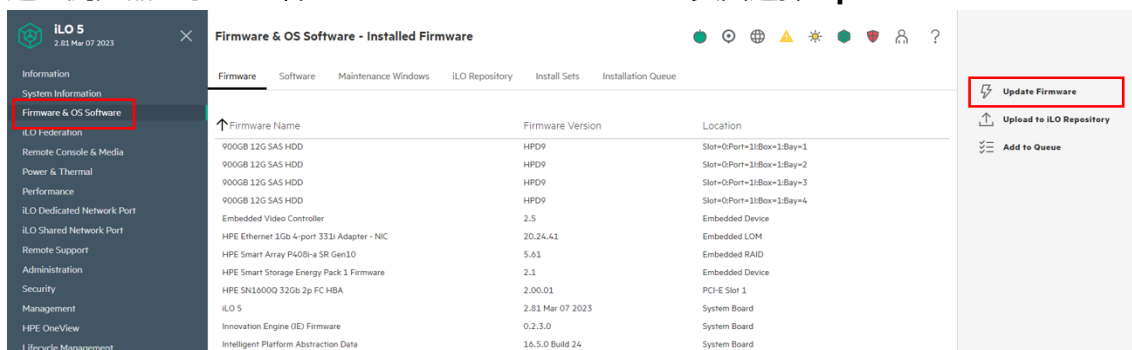 iLO 5
2.81 Mar 07 2023
Firmware & OS Software - Installed Firmware
Information
System Information
Firmware & OS Software
iLO Federation
Remote Console & Media
Power & Thermal
Performance
iLO Dedicated Network Port
iLO Shared Network Port
Remote Support
Administration
Security
Management
HPE OneView
Lifecycle Management
Firmware Software Maintenance Windows iLO Repository Install Sets Installation Queue
Firmware Name Firmware Version Location
900GB 12G SAS HDD HPD9 Slot=0:Port=1I:Box=1:Bay=1
900GB 12G SAS HDD HPD9 Slot=0:Port=1I:Box=1:Bay=2
900GB 12G SAS HDD HPD9 Slot=0:Port=1I:Box=1:Bay=3
900GB 12G SAS HDD HPD9 Slot=0:Port=1I:Box=1:Bay=4
Embedded Video Controller 2.5 Embedded Device
HPE Ethernet 1Gb 4-port 331i Adapter - NIC 20.24.41 Embedded LOM
HPE Smart Array P408i-a SR Gen10 5.61 Embedded RAID
HPE Smart Storage Energy Pack 1 Firmware 2.1 Embedded Device
HPE SN1600Q 32Gb 2p FC HBA 2.00.01 PCI-E Slot 1
iLO 5 2.81 Mar 07 2023 System Board
Innovation Engine (IE) Firmware 0.2.3.0 System Board
Intelligent Platform Abstraction Data 16.5.0 Build 24 System Board
Update Firmware
Upload to iLO Repository
Add to Queue